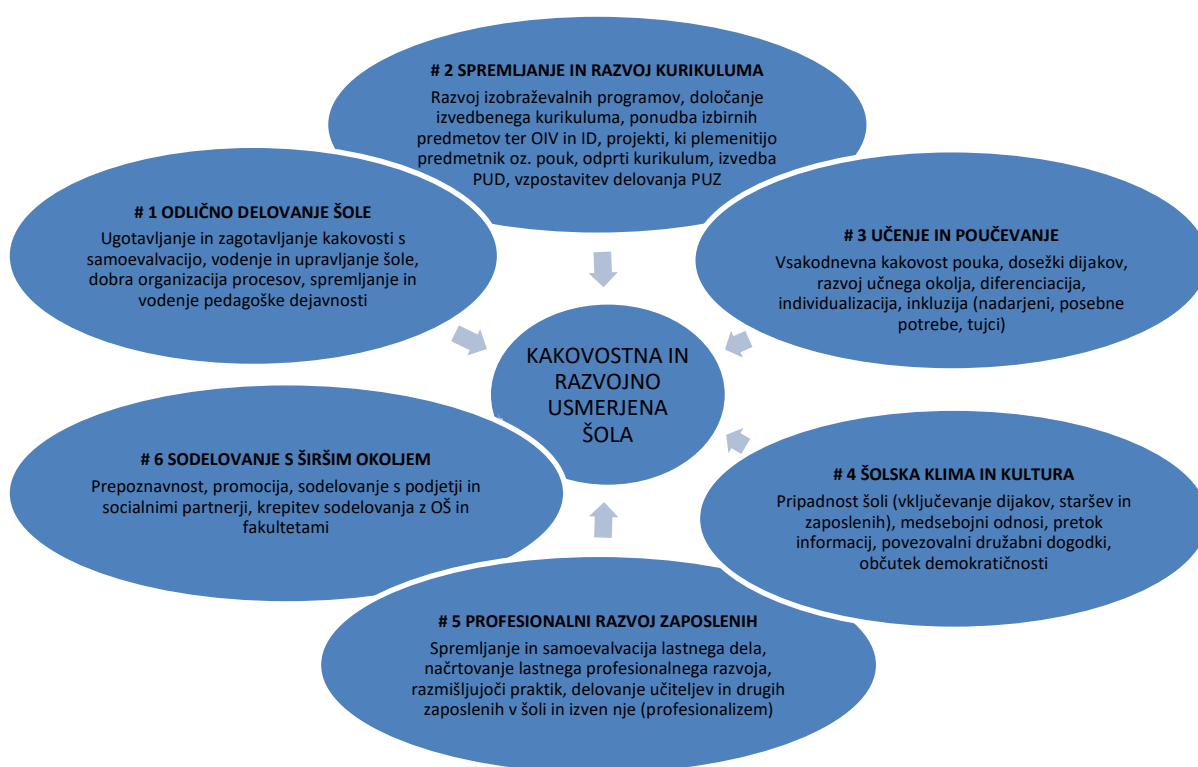 # 2 SPREMLJANJE IN RAZVOJ KURIKULUMA
Razvoj izobraževalnih programov, določanje
izvedbenega kurikuluma, ponudba izbirnih
predmetov ter OIV in ID, projekti, ki plemenitijo
predmetnik oz. pouk, odprti kurikulum, izvedba
PUD, vzpostavitev delovanja PUZ
# 1 ODLIČNO DELOVANJE ŠOLE
Ugotavljanje in zagotavljanje kakovosti s
samoevalvacijo, vodenje in upravljanje šole,
dobra organizacija procesov, spremljanje in
vodenje pedagoške dejavnosti
# 3 UČENJE IN POUČEVANJE
Vsakodnevna kakovost pouka, dosežki dijakov,
razvoj učnega okolja, diferenciacija,
individualizacija, inkluzija (nadarjeni, posebne
potrebe, tujci)
KAKOVOSTNA IN
RAZVOJNO
USMERJENA
ŠOLA
# 6 SODELOVANJE S ŠIRŠIM OKOLJEM
Prepoznavnost, promocija, sodelovanje s podjetji in
socialnimi partnerji, krepitev sodelovanja z OŠ in
fakultetami
# 4 ŠOLSKA KLIMA IN KULTURA
Pripadnost šoli (vključevanje dijakov, staršev in
zaposlenih), medsebojni odnosi, pretok
informacij, povezovalni družabni dogodki,
občutek demokratičnosti
# 5 PROFESIONALNI RAZVOJ ZAPOSLENIH
Spremljanje in samoevalvacija lastnega dela,
načrtovanje lastnega profesionalnega razvoja,
razmišljujoči praktik, delovanje učiteljev in drugih
zaposlenih v šoli in izven nje (profesionalizem)